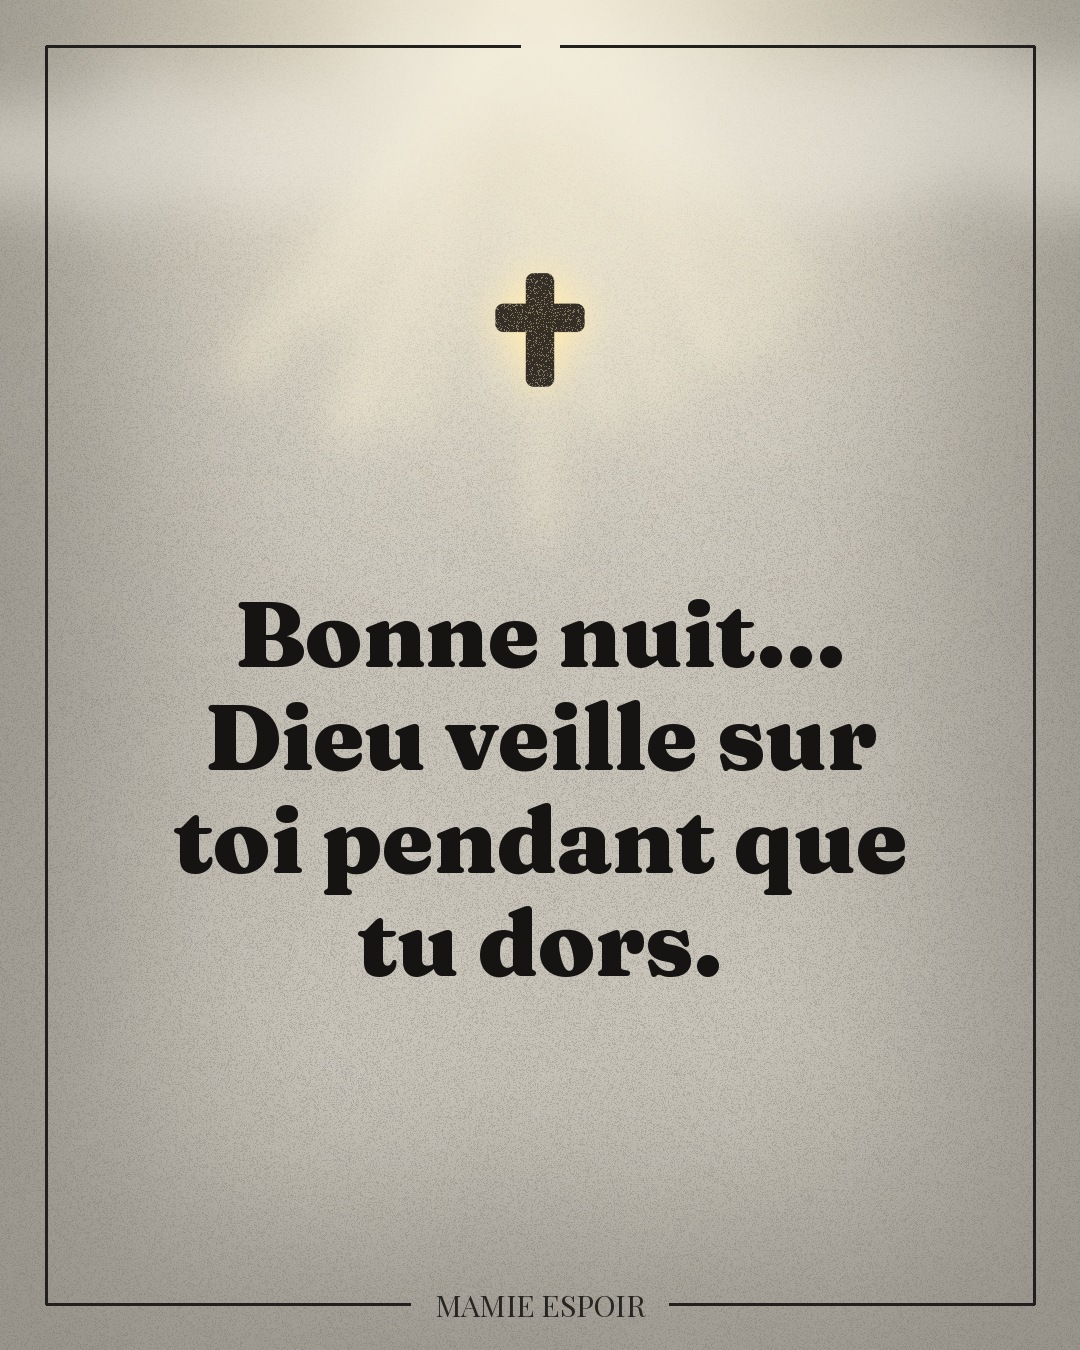 Bonne nuit...
Dieu veille sur
toi pendant que
tu dors.
MAMIE ESPOIR